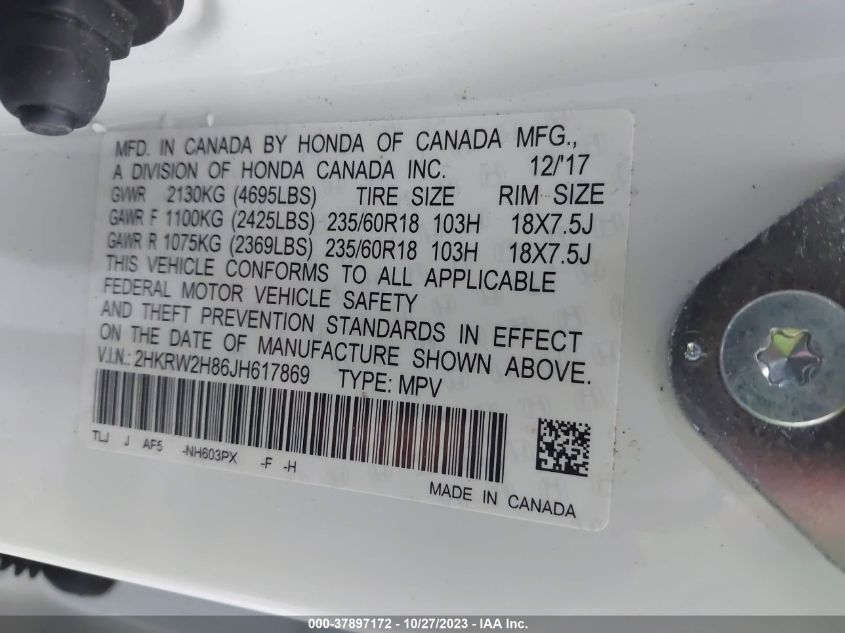 MFD. IN CANADA BY HONDA OF CANADA MFG.,
A DIVISION OF HONDA CANADA INC. 12/'17
GVWR 2130KG (4695LBS) TIRE SIZE RIM SIZE
GAWR F 1100KG (2425LBS) 235/60R18 103H 18X7.5J
GAWR R 1075KG (2369LBS) 235/60R18 103H 18X7.5J
THIS VEHICLE CONFORMS TO ALL APPLICABLE
FEDERAL MOTOR VEHICLE SAFETY
AND THEFT PREVENTION STANDARDS IN EFFECT
ON THE DATE OF MANUFACTURE SHOWN ABOVE.
V.I.N.: 2HKRW2H86JH617869 TYPE: MPV
TLJ J AF5 -NH603PX -F -H
MADE IN CANADA
000-37897172 - 10/27/2023 - IAA Inc.